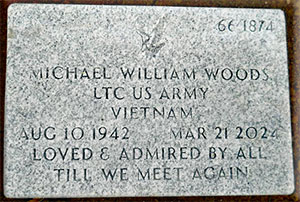 66 1874
MICHAEL WILLIAM WOODS
LTC US ARMY
VIETNAM
AUG 10 1942 MAR 21 2024
LOVED & ADMIRED BY ALL
TILL WE MEET AGAIN